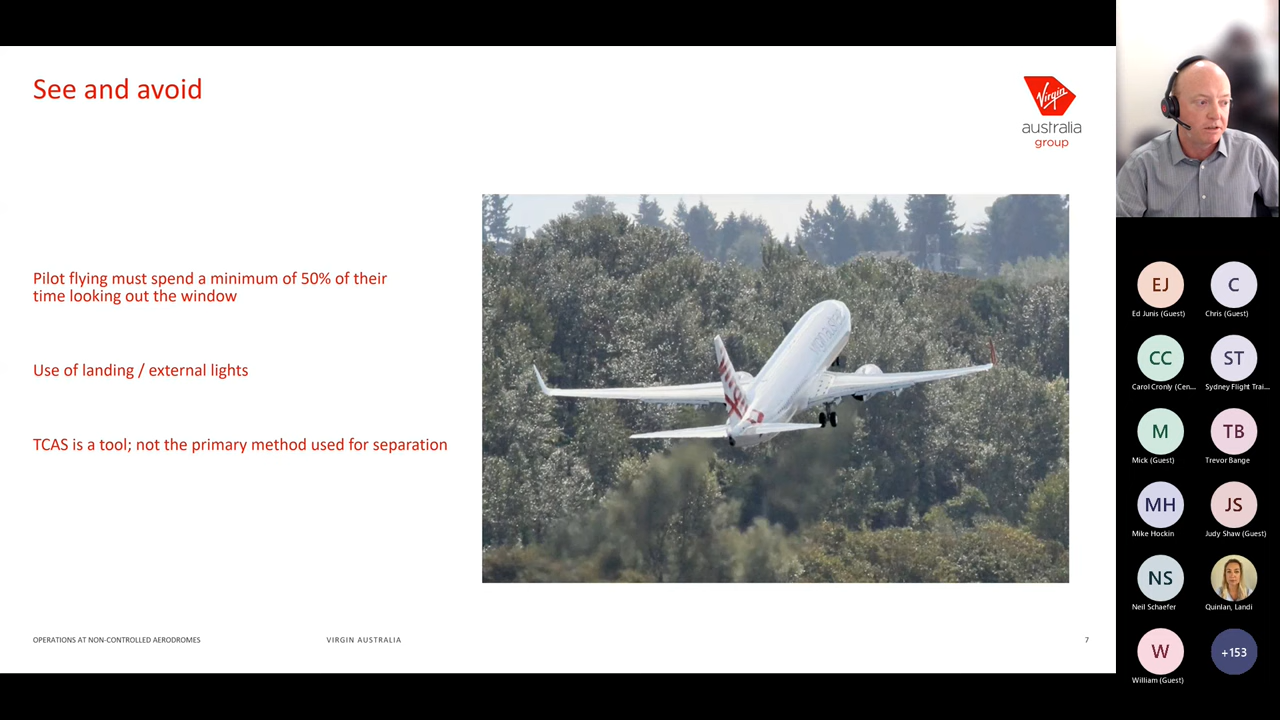 See and avoid
Virgin
australia
group
Pilot flying must spend a minimum of 50% of their
time looking out the window
Use of landing / external lights
TCAS is a tool; not the primary method used for separation
OPERATIONS AT NON-CONTROLLED AERODROMES
VIRGIN AUSTRALIA
7
EJ
C
Ed Junis (Guest)
Chris (Guest)
CC
ST
Carol Cronly (Cen...
Sydney Flight Trai...
M
TB
Mick (Guest)
Trevor Bange
MH
JS
Mike Hockin
Judy Shaw (Guest)
NS
Neil Schaefer
Quinlan, Landi
W
+153
William (Guest)